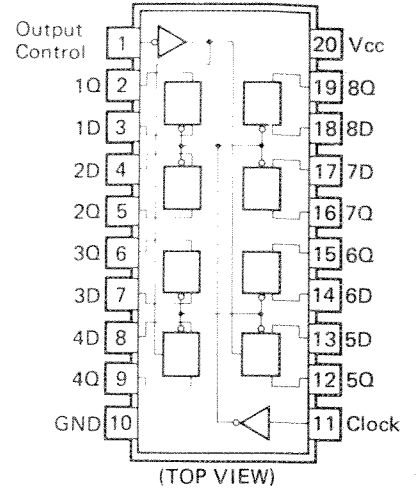 Output
Control 1 20 Vcc
1Q 2 19 8Q
1D 3 18 8D
2D 4 17 7D
2Q 5 16 7Q
3Q 6 15 6Q
3D 7 14 6D
4D 8 13 5D
4Q 9 12 5Q
GND 10 11 Clock
(TOP VIEW)